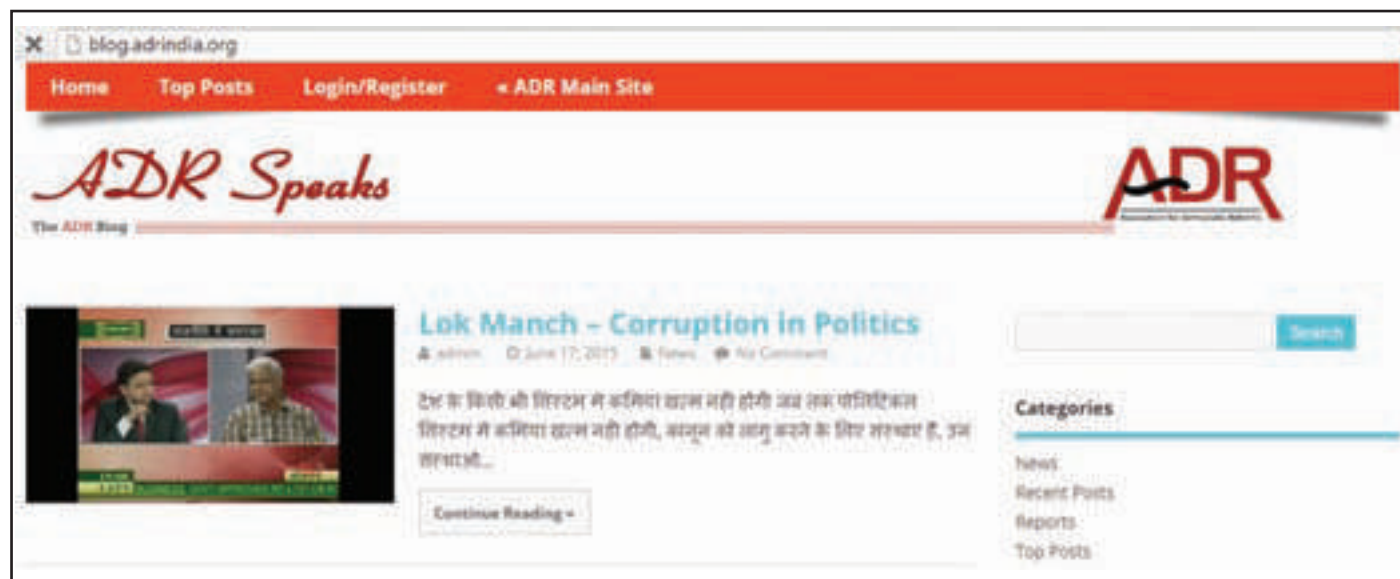 blog.adrindia.org
Home Top Posts Login/Register « ADR Main Site
ADR Speaks
ADR
The ADR Blog
Lok Manch – Corruption in Politics
admin June 17, 2015 News No Comment
Search
देश के किसी भी सिस्टम में कमियां खत्म नहीं होंगी जब तक पोलिटिकल
सिस्टम में कमियां खत्म नहीं होंगी, कानून को लागु करने के लिए संस्थाएं हैं, उन
संस्थाओं...
Continue Reading »
Categories
News
Recent Posts
Reports
Top Posts